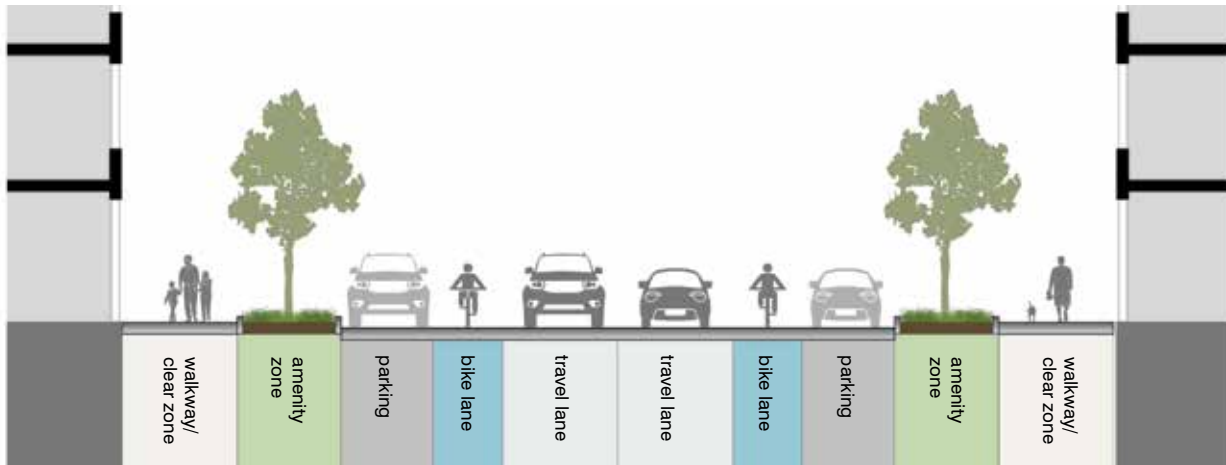 walkway/
clear zone
amenity
zone
parking
bike lane
travel lane
travel lane
bike lane
parking
amenity
zone
walkway/
clear zone